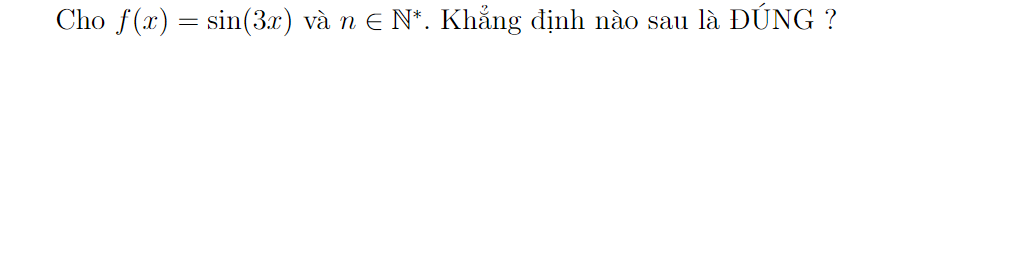 Cho f(x) = sin(3x) và n ∈ ℕ*. Khẳng định nào sau là ĐÚNG ?